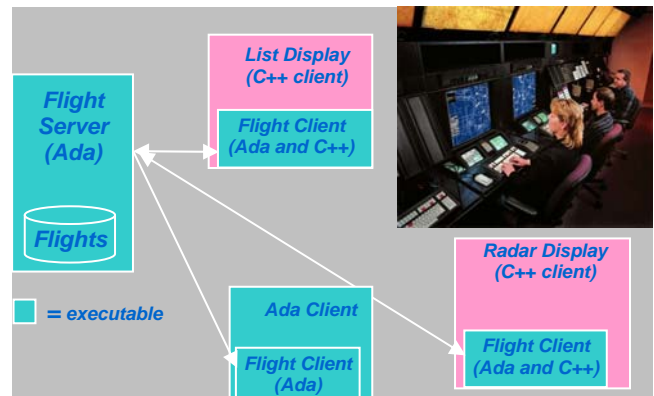 Flight
Server
(Ada)
Flights
= executable
List Display
(C++ client)
Flight Client
(Ada and C++)
Ada Client
Flight Client
(Ada)
Radar Display
(C++ client)
Flight Client
(Ada and C++)